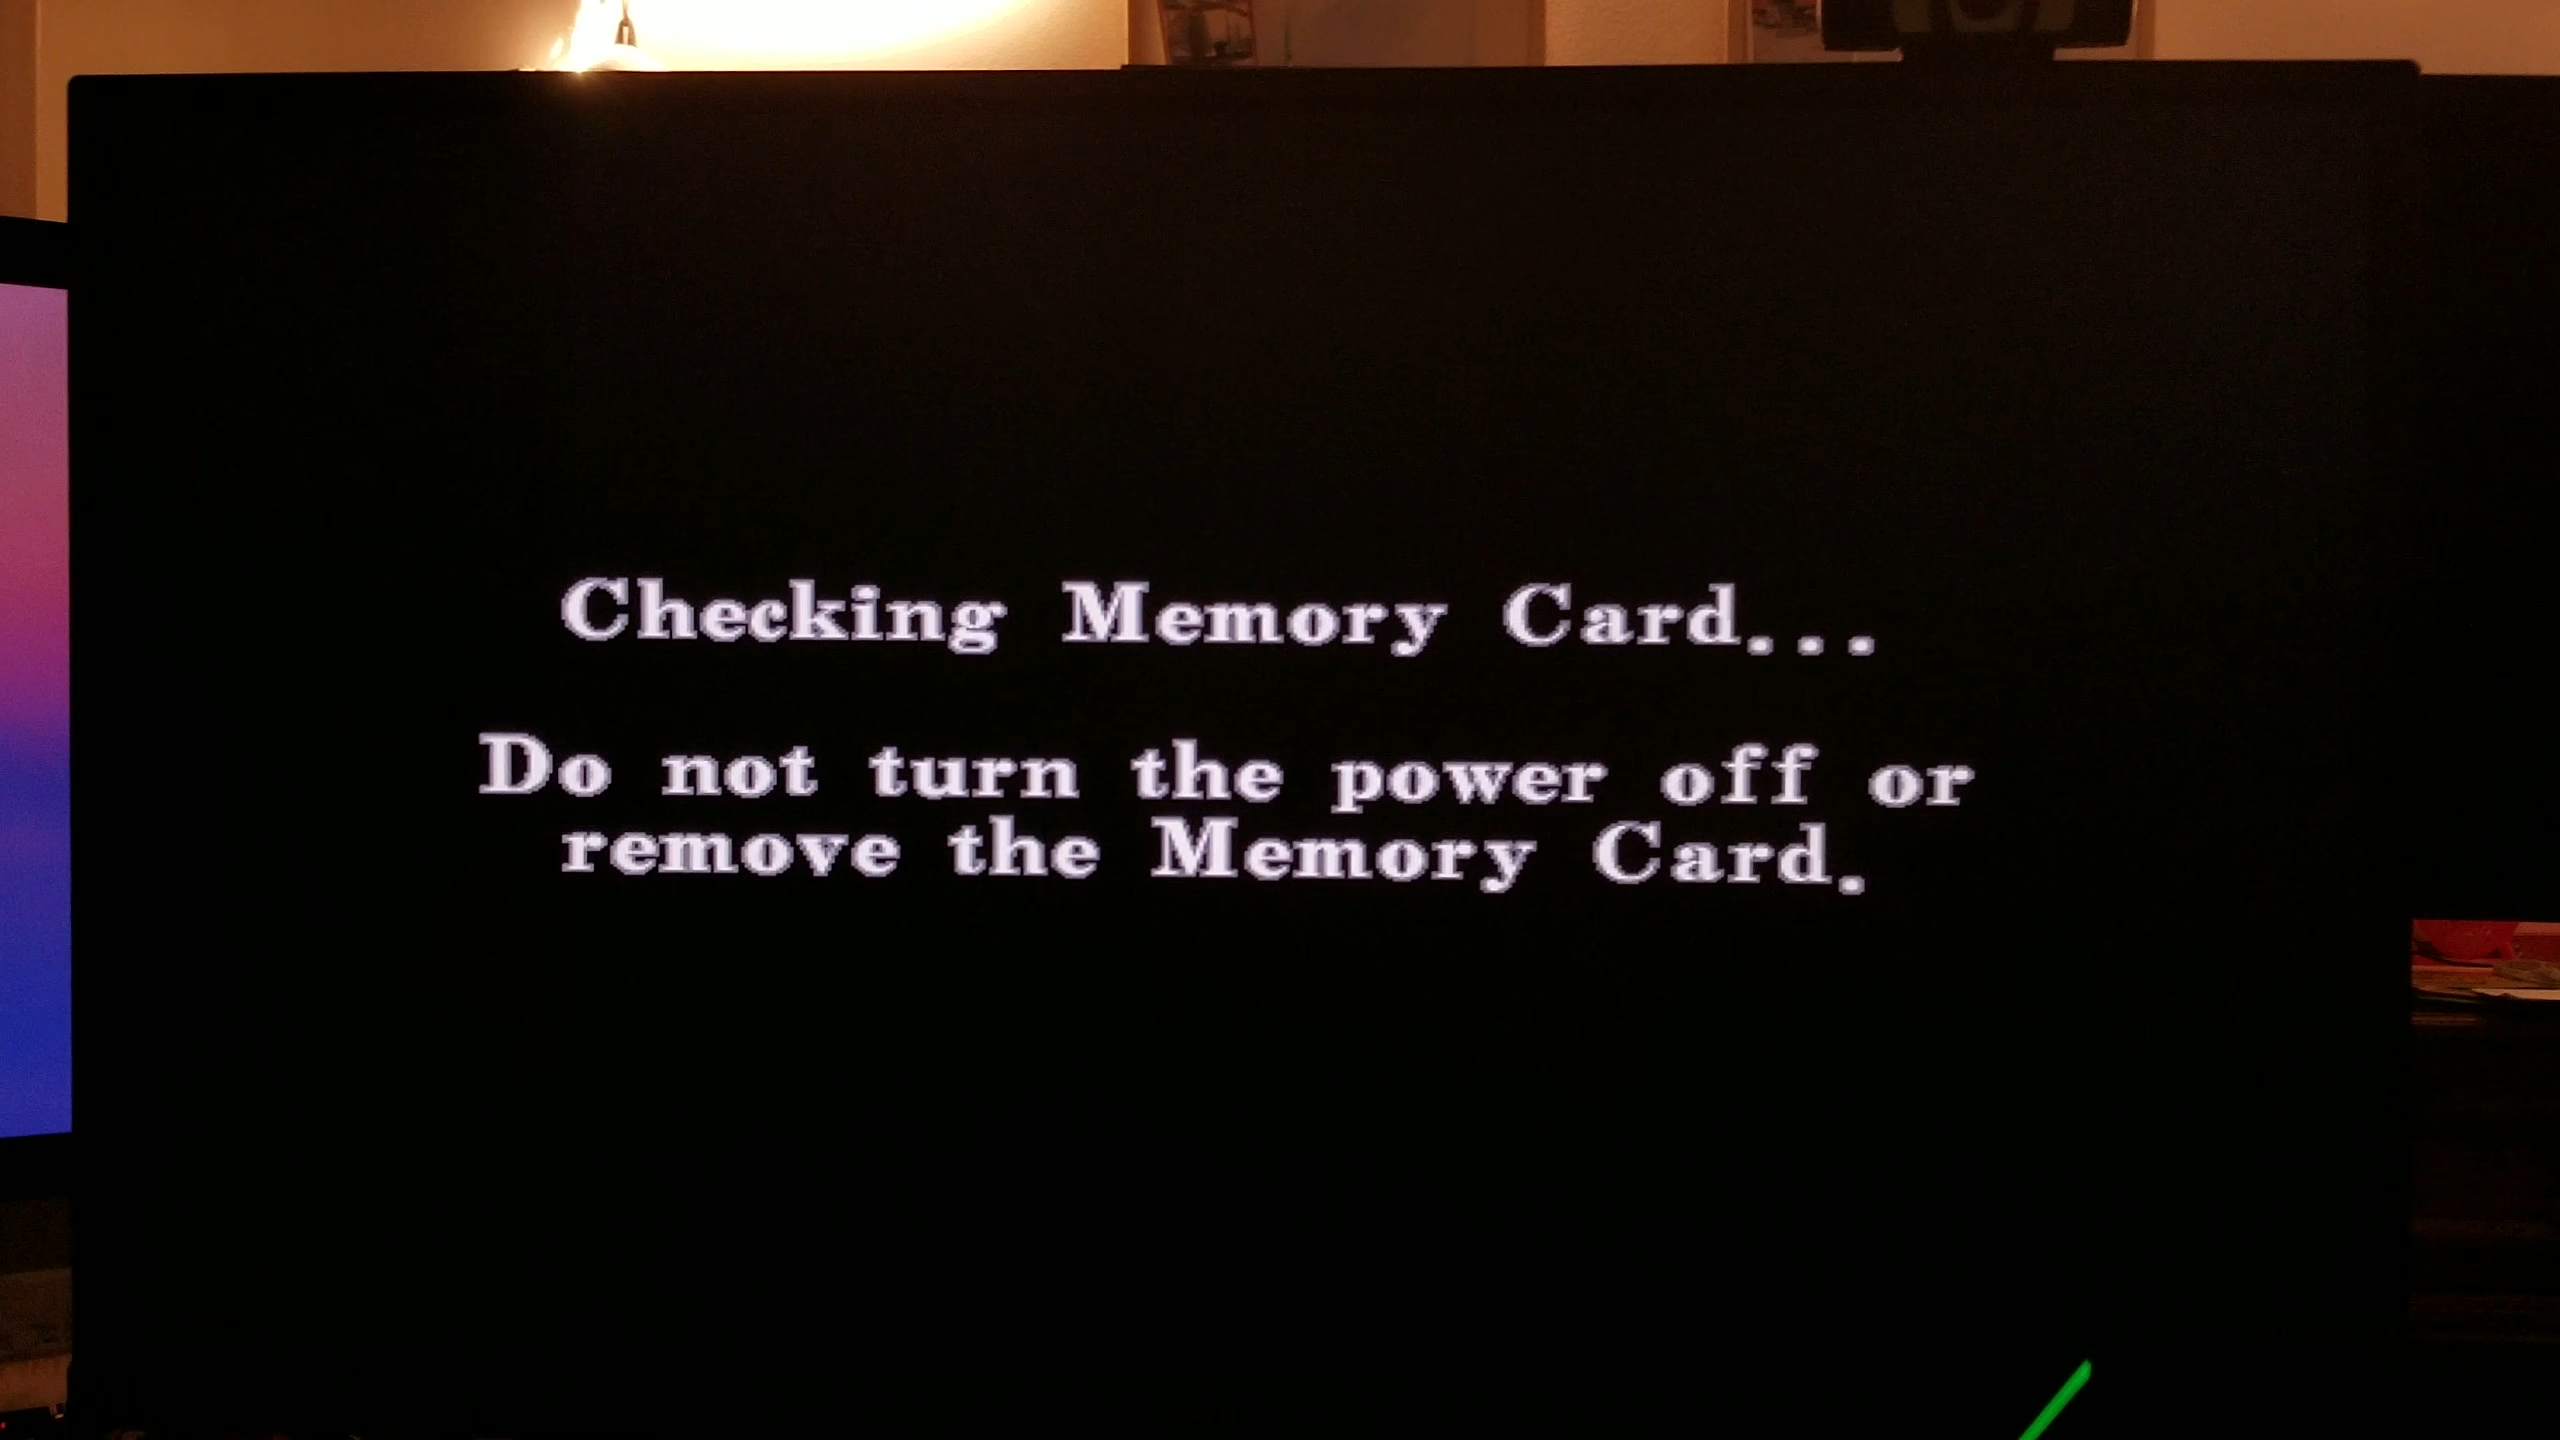 Checking Memory Card...
Do not turn the power off or
remove the Memory Card.